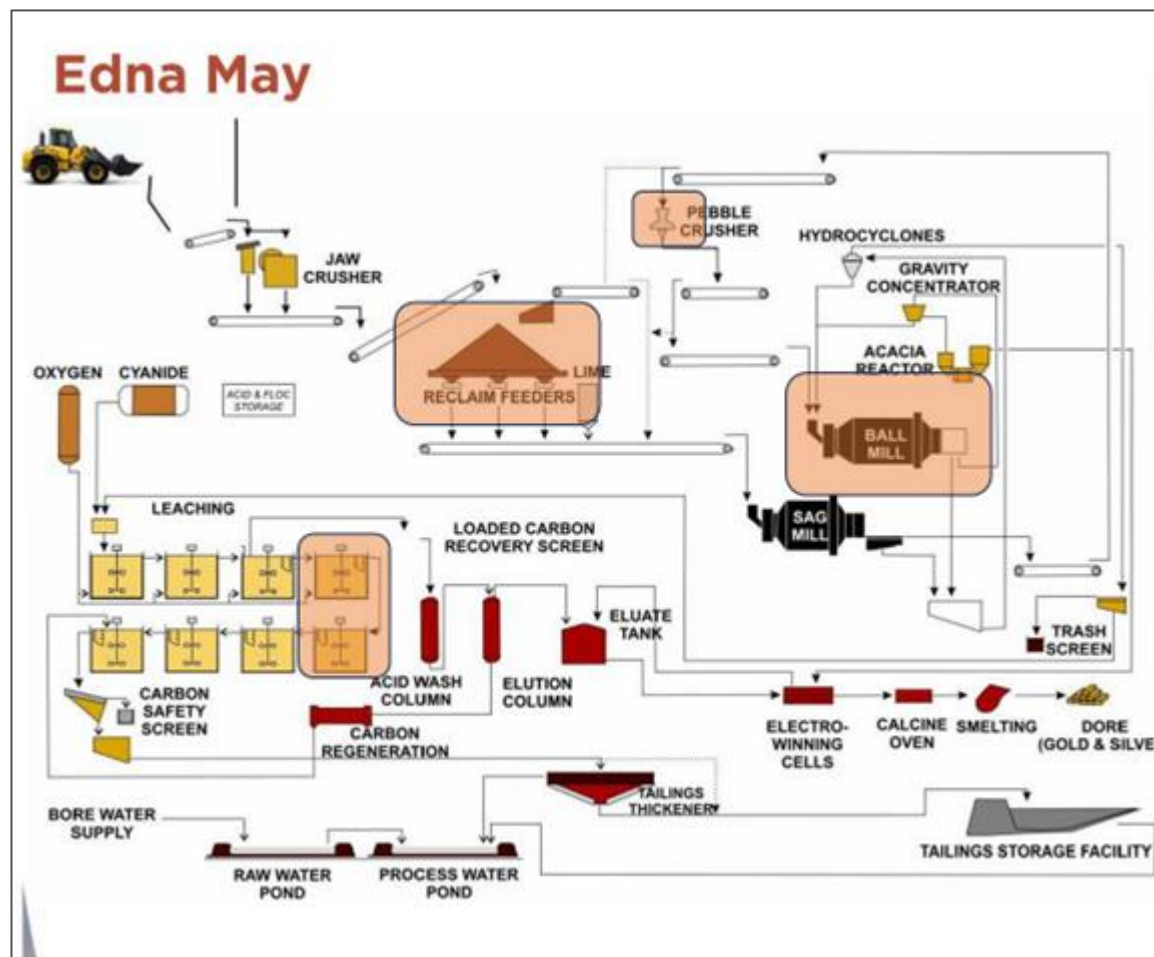 Edna May
PEBBLE
CRUSHER
HYDROCYCLONES
JAW
CRUSHER
GRAVITY
CONCENTRATOR
OXYGEN
CYANIDE
ACID & FLOC
STORAGE
LIME
RECLAIM FEEDERS
ACACIA
REACTOR
BALL
MILL
LEACHING
LOADED CARBON
RECOVERY SCREEN
SAG
MILL
ELUATE
TANK
TRASH
SCREEN
ACID WASH
COLUMN
ELUTION
COLUMN
CARBON
SAFETY
SCREEN
CARBON
REGENERATION
ELECTRO-
WINNING
CELLS
CALCINE
OVEN
SMELTING
DORE
(GOLD & SILVE
TAILINGS
THICKENER
BORE WATER
SUPPLY
RAW WATER
POND
PROCESS WATER
POND
TAILINGS STORAGE FACILITY